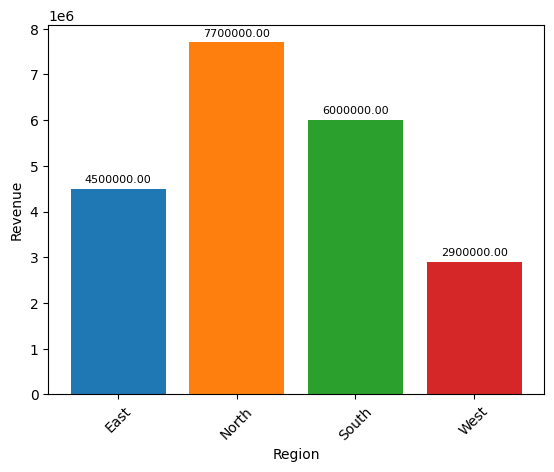 1e6
7700000.00
8
7
6000000.00
6
5
4500000.00
4
2900000.00
3
2
1
0
Revenue
East
North
South
West
Region